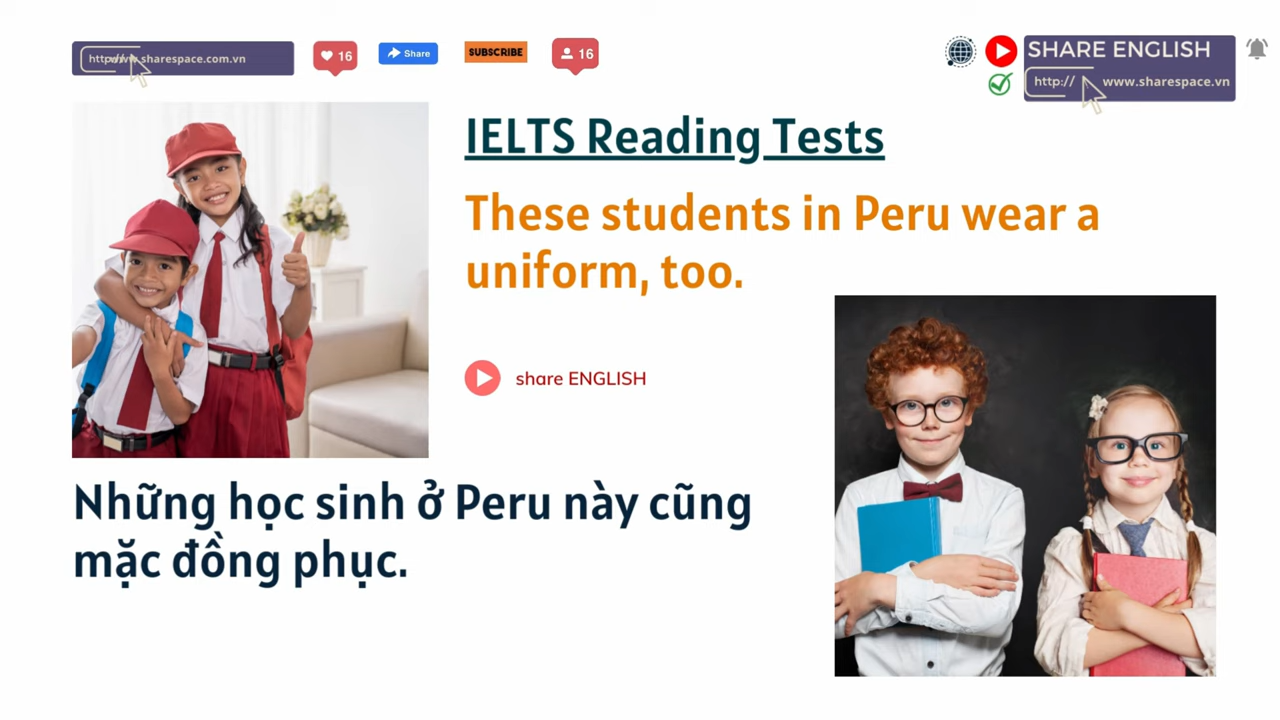 http://www.sharespace.com.vn
16
Share
SUBSCRIBE
16
SHARE ENGLISH
http:// www.sharespace.vn
IELTS Reading Tests
These students in Peru wear a
uniform, too.
share ENGLISH
Những học sinh ở Peru này cũng
mặc đồng phục.